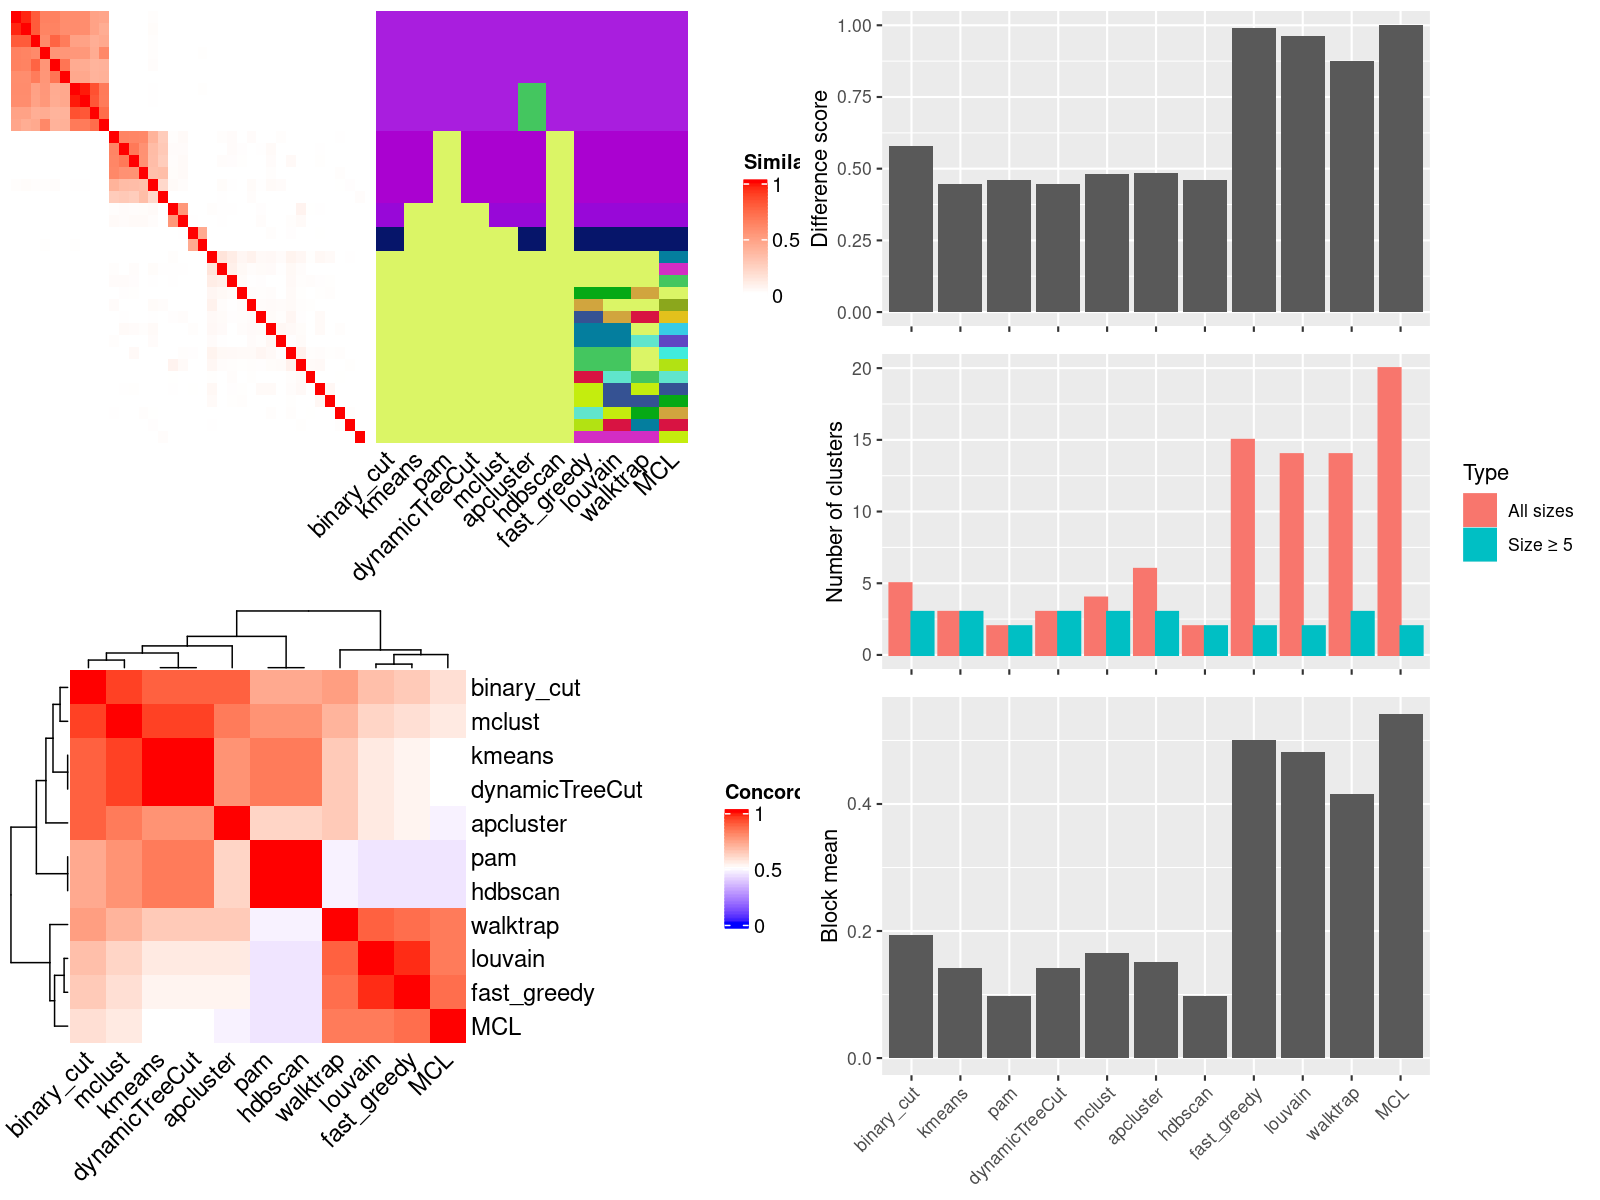 Simila
1
0.5
0
binary_cut
kmeans
pam
dynamicTreeCut
mclust
apcluster
hdbscan
fast_greedy
louvain
walktrap
MCL
binary_cut
mclust
kmeans
dynamicTreeCut
apcluster
pam
hdbscan
walktrap
louvain
fast_greedy
MCL
Concord
1
0.5
0
binary_cut
mclust
kmeans
dynamicTreeCut
apcluster
pam
hdbscan
walktrap
louvain
fast_greedy
MCL
Difference score
1.00
0.75
0.50
0.25
0.00
Number of clusters
20
15
10
5
0
Type
All sizes
Size ≥ 5
Block mean
0.4
0.2
0.0
binary_cut
kmeans
pam
dynamicTreeCut
mclust
apcluster
hdbscan
fast_greedy
louvain
walktrap
MCL